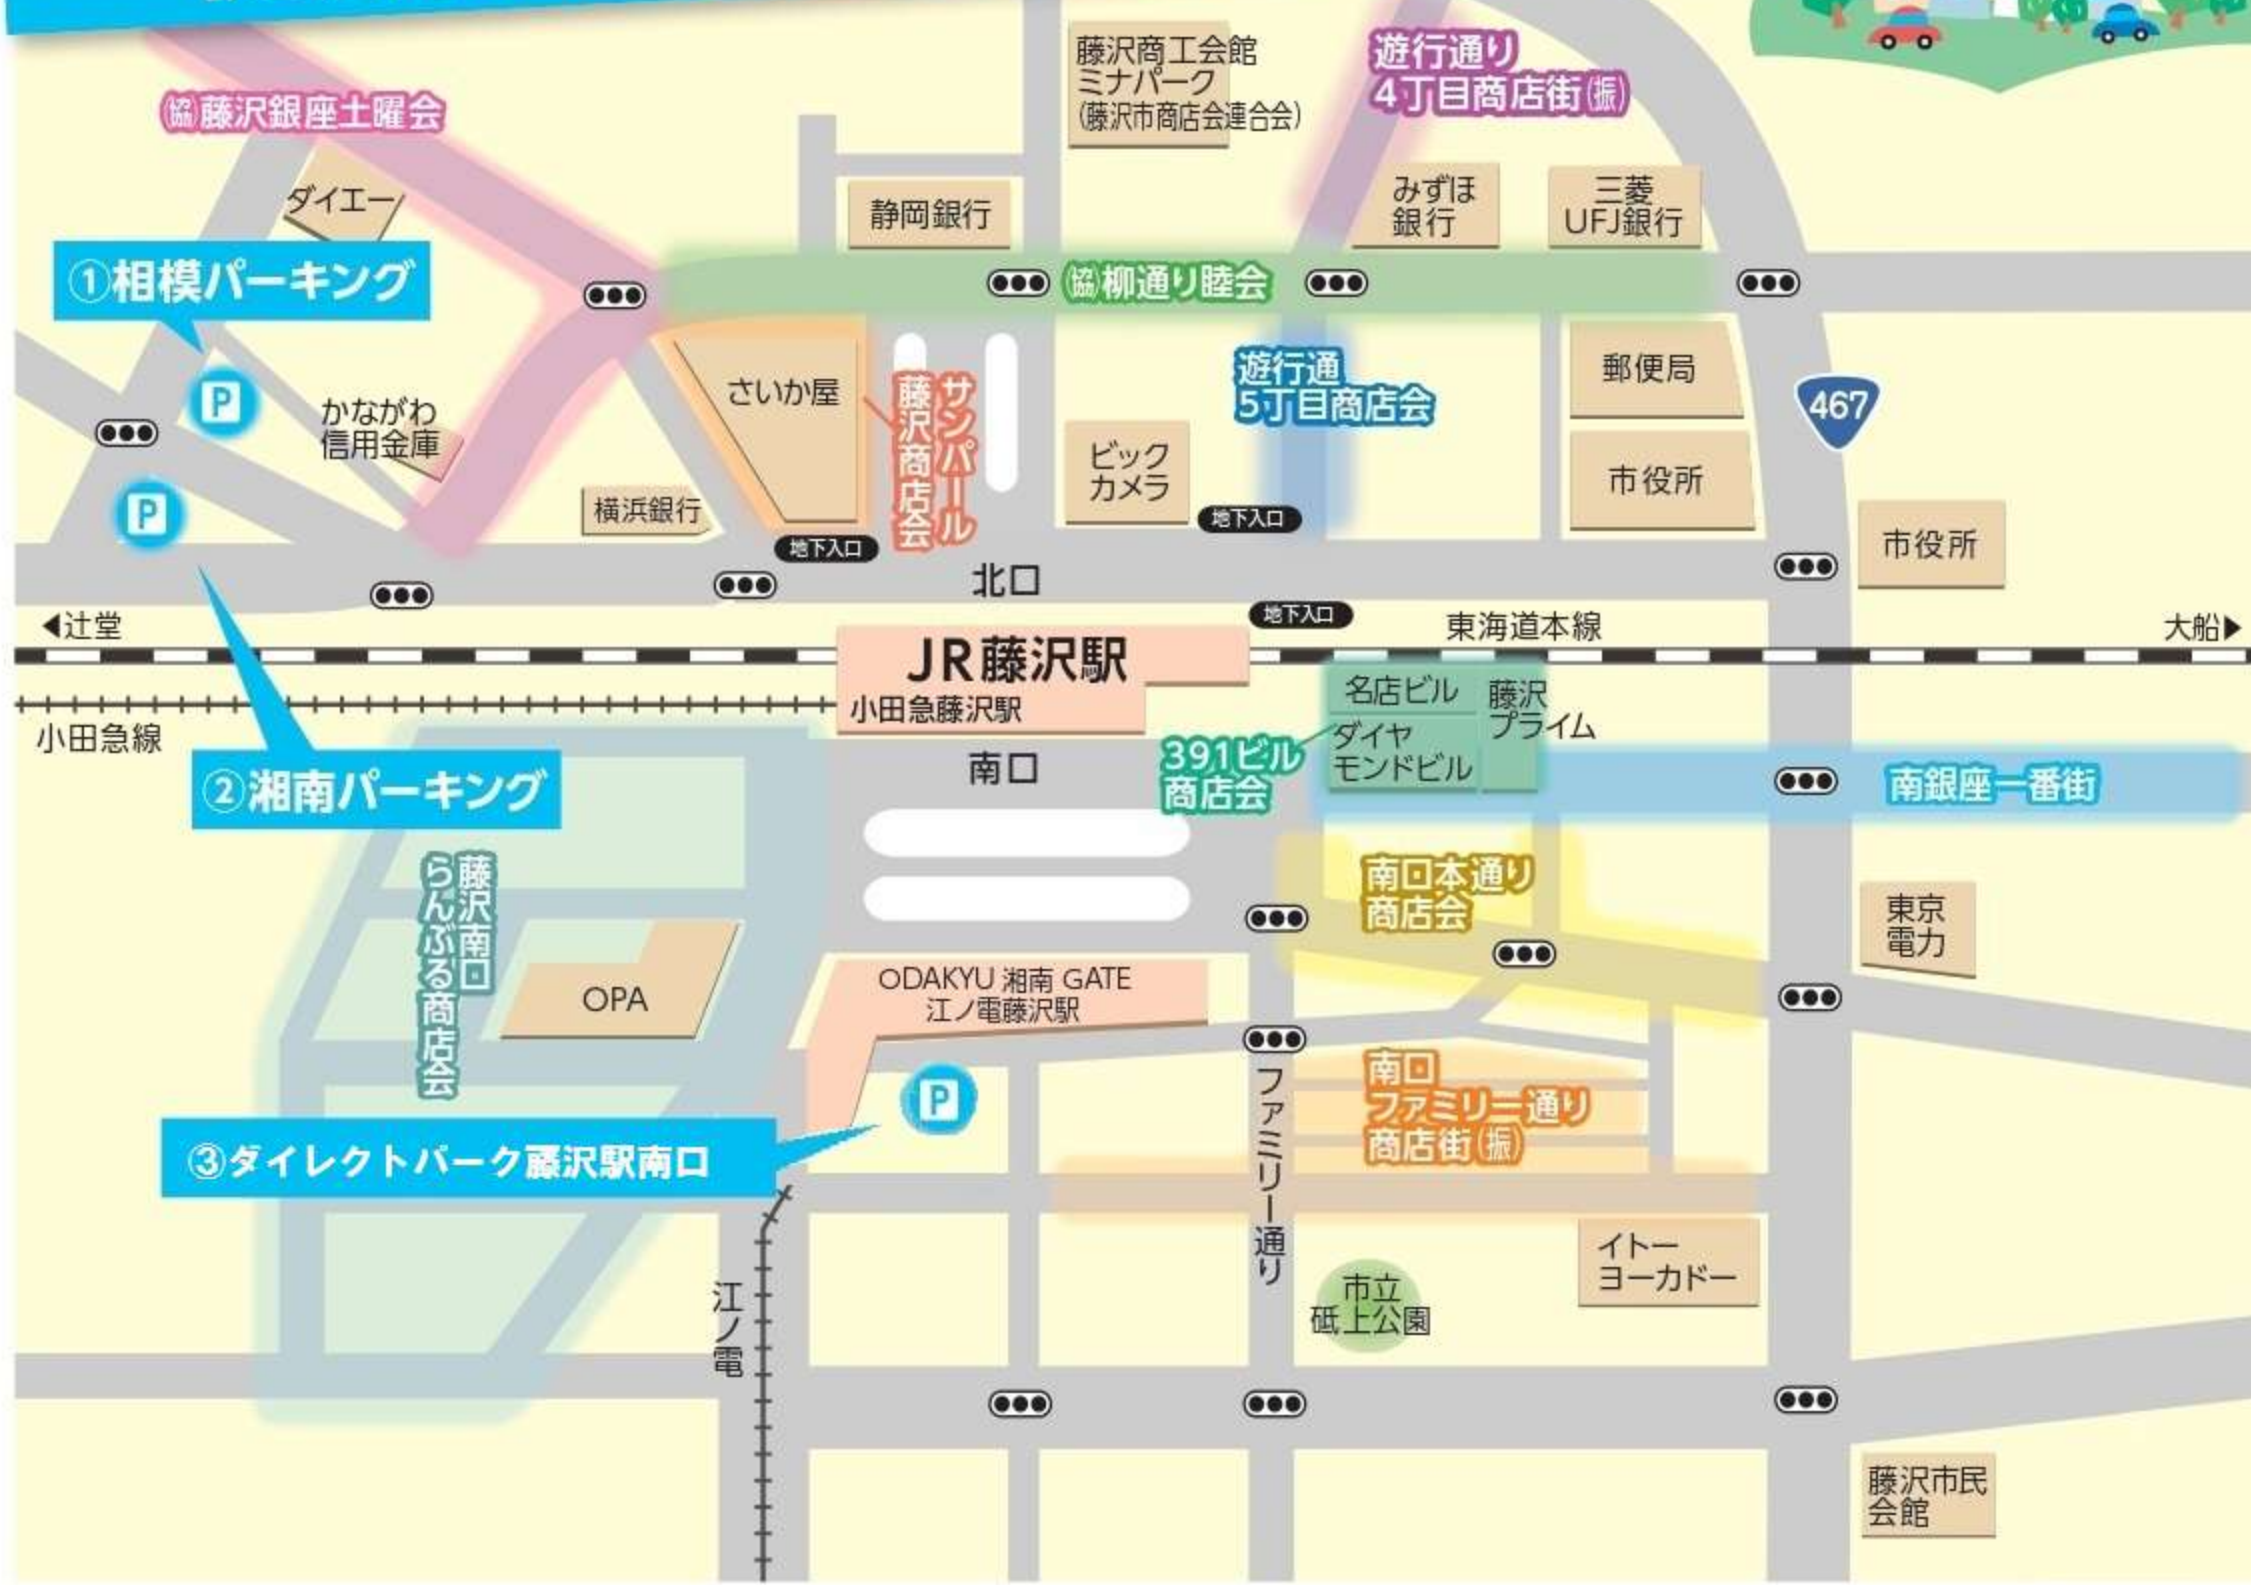 藤沢商工会館
ミナパーク
(藤沢市商店会連合会)
遊行通り
4丁目商店街(振)
(協)藤沢銀座土曜会
ダイエー
静岡銀行
みずほ
銀行
三菱
UFJ銀行
①相模パーキング
(協)柳通り睦会
P
かながわ
信用金庫
さいか屋
サンパール
藤沢商店会
遊行通
5丁目商店会
郵便局
467
ビック
カメラ
市役所
P
横浜銀行
地下入口
地下入口
市役所
北口
地下入口
◀辻堂
東海道本線
大船▶
JR藤沢駅
小田急藤沢駅
小田急線
名店ビル
藤沢
プライム
ダイヤ
モンドビル
391ビル
商店会
南口
②湘南パーキング
南銀座一番街
藤沢南口
らんぶる商店会
南口本通り
商店会
東京
電力
OPA
ODAKYU 湘南 GATE
江ノ電藤沢駅
P
ファミリー通り
南口
ファミリー通り
商店街(振)
③ダイレクトパーク藤沢駅南口
江ノ電
市立
砥上公園
イトー
ヨーカドー
藤沢市民
会館